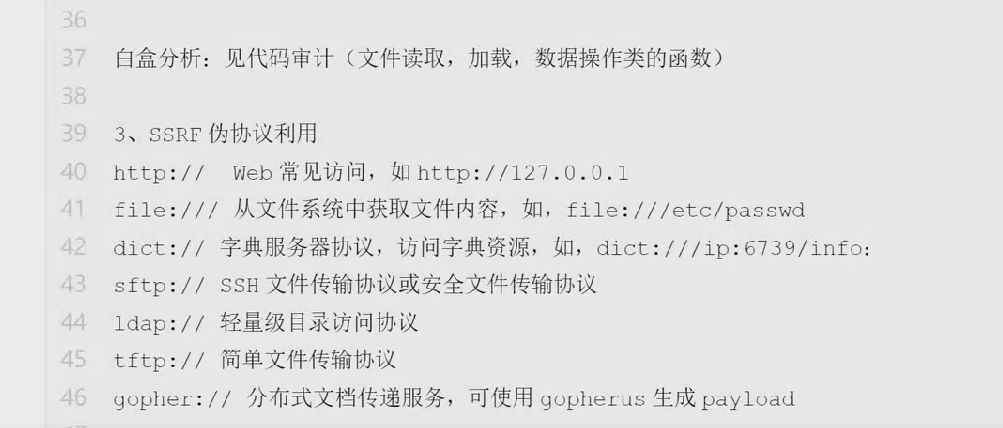 36
37 白盒分析：见代码审计（文件读取，加载，数据操作类的函数）
38
39 3、SSRF 伪协议利用
40 http:// Web 常见访问，如 http://127.0.0.1
41 file:/// 从文件系统中获取文件内容，如，file:///etc/passwd
42 dict:// 字典服务器协议，访问字典资源，如，dict:///ip:6739/info:
43 sftp:// SSH 文件传输协议或安全文件传输协议
44 ldap:// 轻量级目录访问协议
45 tftp:// 简单文件传输协议
46 gopher:// 分布式文档传递服务，可使用 gopherus 生成 payload